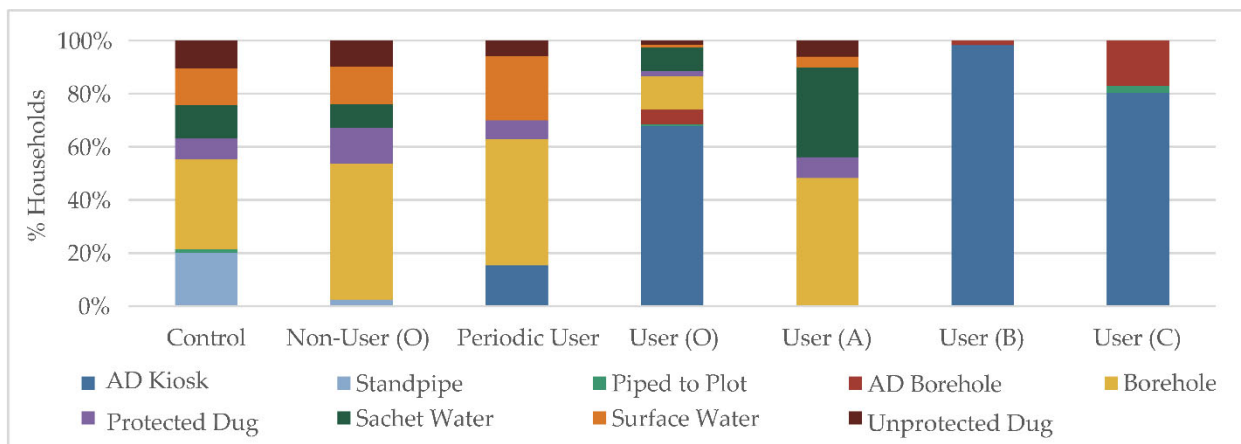 100%
80%
60%
40%
20%
0%
% Households
Control Non-User (O) Periodic User User (O) User (A) User (B) User (C)
AD Kiosk Standpipe Piped to Plot AD Borehole Borehole
Protected Dug Sachet Water Surface Water Unprotected Dug